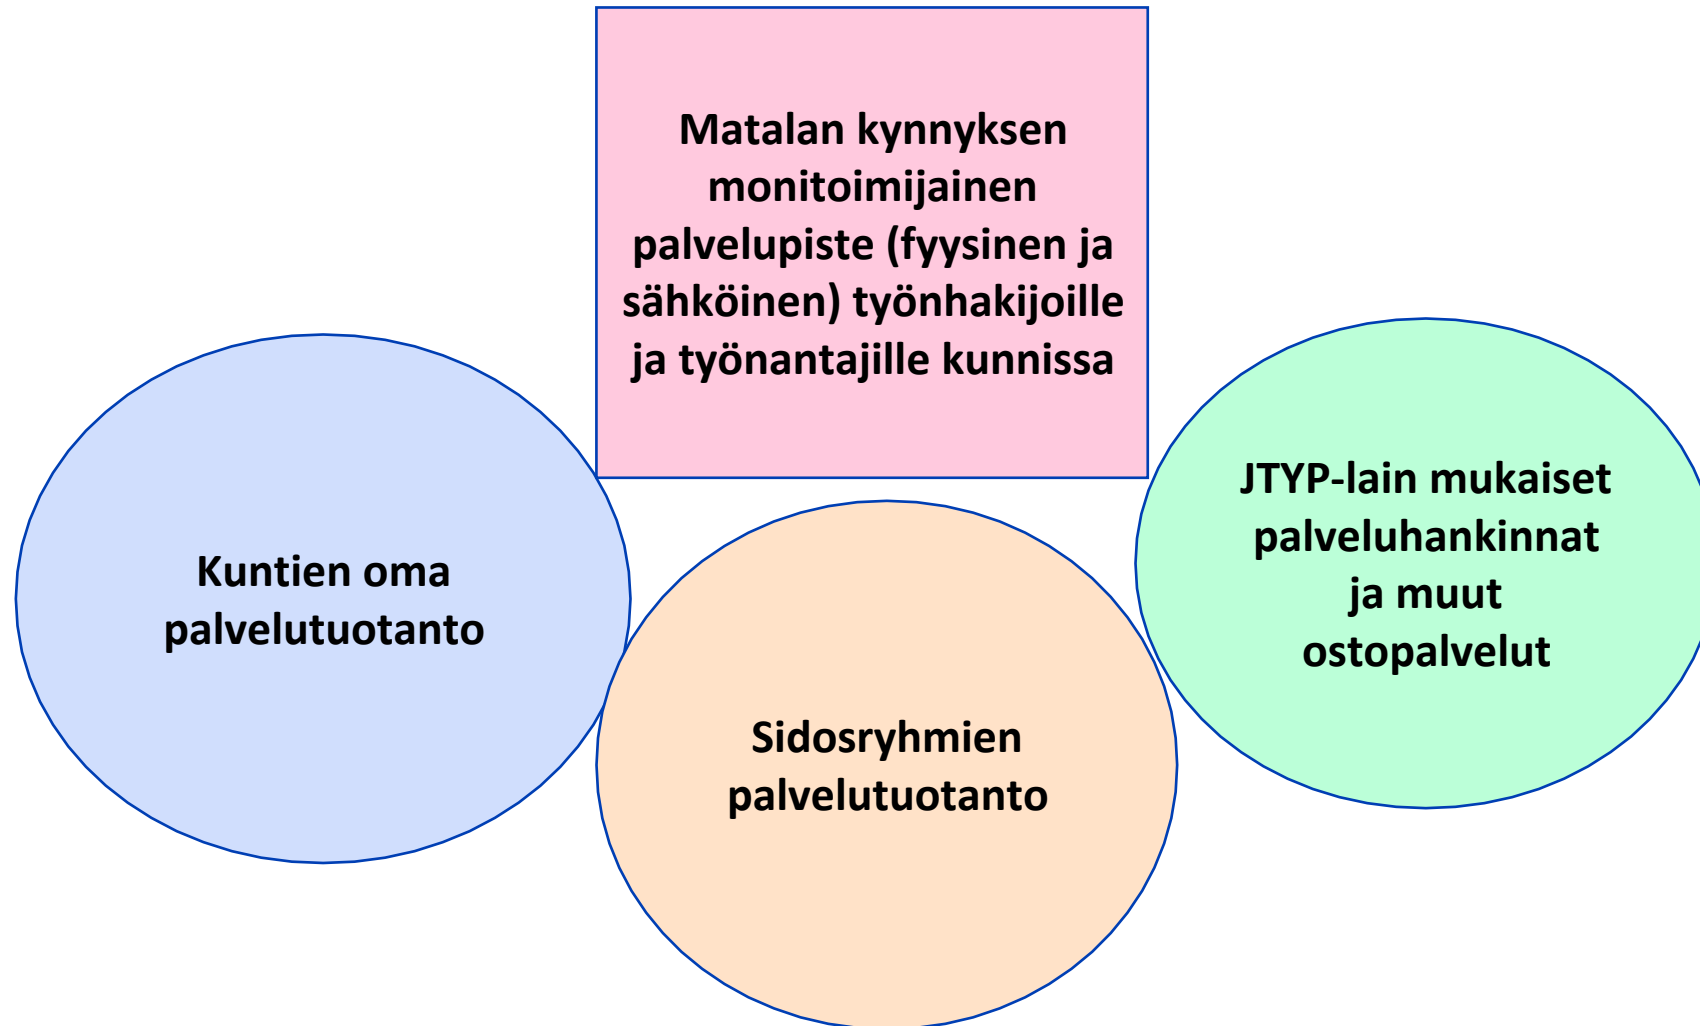 Matalan kynnyksen
monitoimijainen
palvelupiste (fyysinen ja
sähköinen) työnhakijoille
ja työnantajille kunnissa
Kuntien oma
palvelutuotanto
Sidosryhmien
palvelutuotanto
JTYP-lain mukaiset
palveluhankinnat
ja muut
ostopalvelut